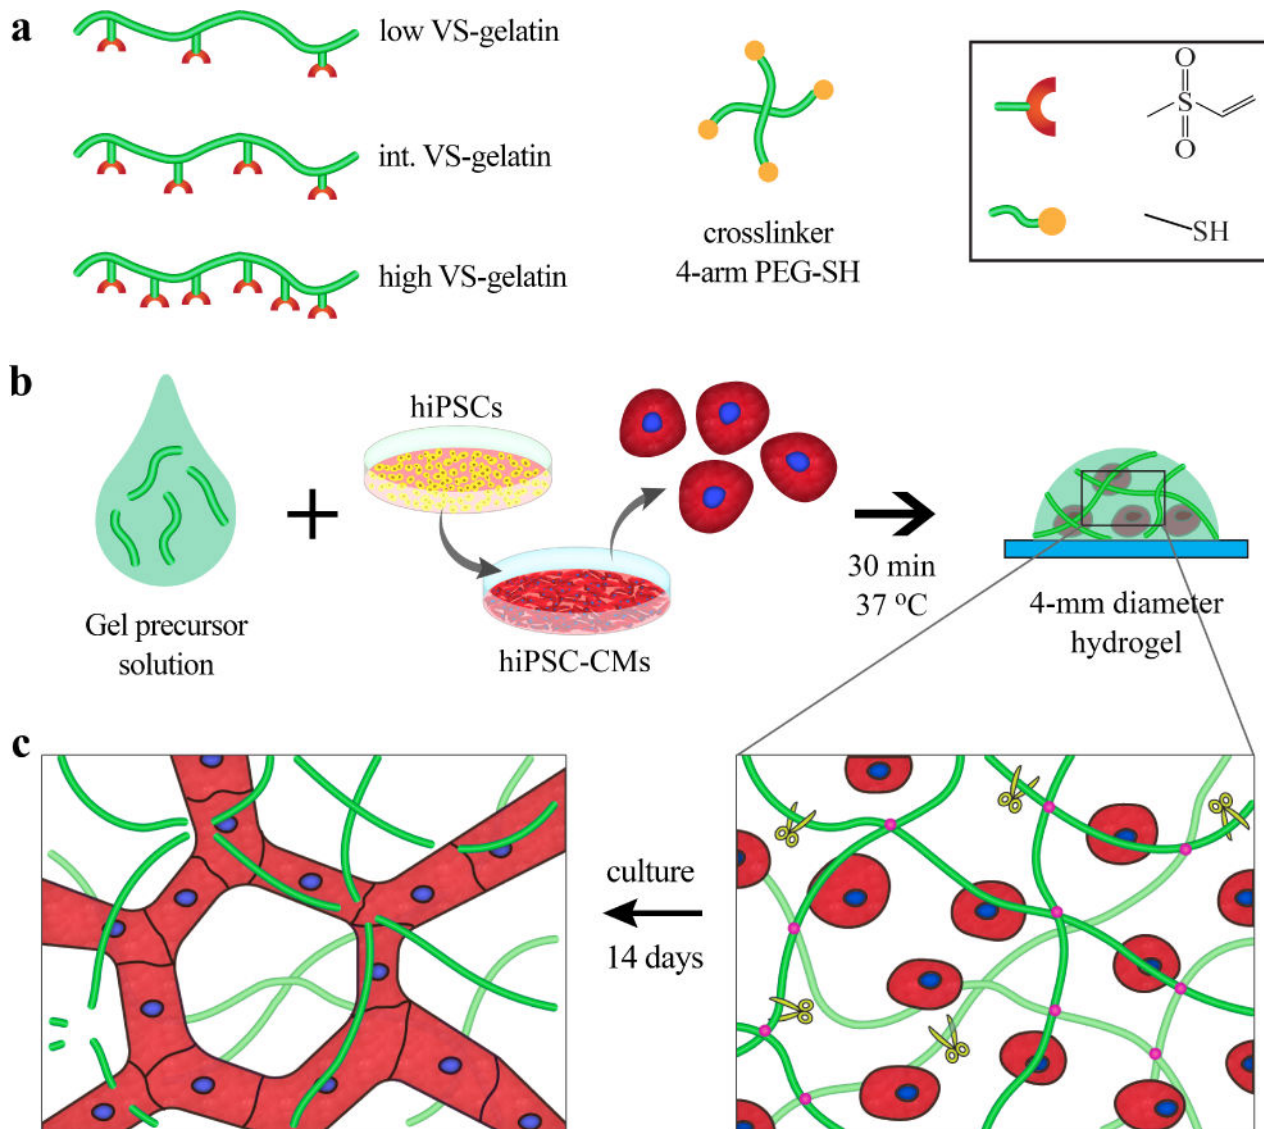 a
low VS-gelatin
int. VS-gelatin
high VS-gelatin
crosslinker
4-arm PEG-SH
O
S
O
SH
b
Gel precursor
solution
+
hiPSCs
hiPSC-CMs
30 min
37 ºC
4-mm diameter
hydrogel
c
culture
14 days